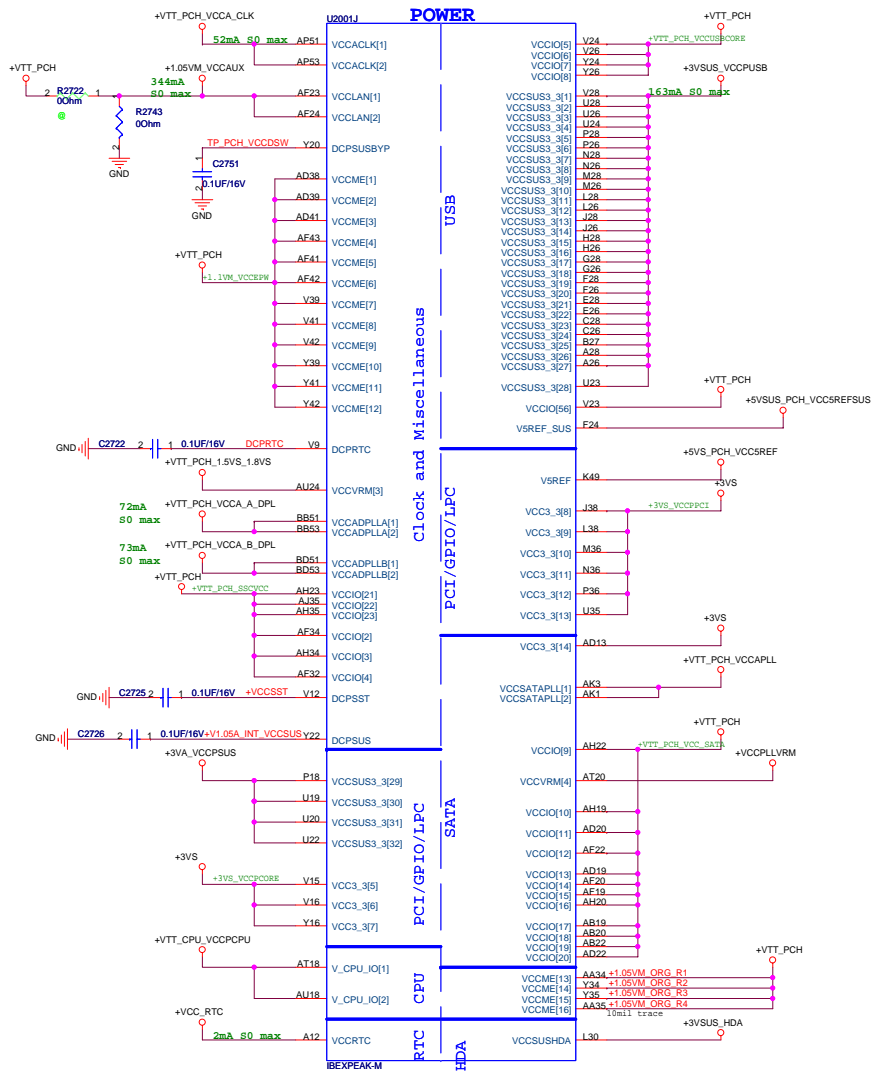 POWER
U2001J
+VTT_PCH_VCCA_CLK
52mA S0 max
AP51 VCCACLK[1]
AP53 VCCACLK[2]
+VTT_PCH
+1.05VM_VCCAUX
344mA
S0 max
2 R2722 1
0Ohm
@
1
R2743
0Ohm
2
GND
AF23 VCCLAN[1]
AF24 VCCLAN[2]
TP_PCH_VCCDSW
Y20 DCPSUSBYP
1
C2751
0.1UF/16V
2
GND
AD38 VCCME[1]
AD39 VCCME[2]
AD41 VCCME[3]
AF43 VCCME[4]
AF41 VCCME[5]
+VTT_PCH
+1.1VM_VCCEPW
AF42 VCCME[6]
V39 VCCME[7]
V41 VCCME[8]
V42 VCCME[9]
Y39 VCCME[10]
Y41 VCCME[11]
Y42 VCCME[12]
GND C2722 2 1 0.1UF/16V DCPRTC V9 DCPRTC
+VTT_PCH_1.5VS_1.8VS
AU24 VCCVRM[3]
72mA
S0 max
+VTT_PCH_VCCA_A_DPL
BB51 VCCADPLLA[1]
BB53 VCCADPLLA[2]
73mA
S0 max
+VTT_PCH_VCCA_B_DPL
BD51 VCCADPLLB[1]
BD53 VCCADPLLB[2]
+VTT_PCH
+VTT_PCH_SSCVCC
AH23 VCCIO[21]
AJ35 VCCIO[22]
AH35 VCCIO[23]
AF34 VCCIO[2]
AH34 VCCIO[3]
AF32 VCCIO[4]
GND C2725 2 1 0.1UF/16V +VCCSST V12 DCPSST
GND C2726 2 1 0.1UF/16V +V1.05A_INT_VCCSUS Y22 DCPSUS
+3VA_VCCPSUS
P18 VCCSUS3_3[29]
U19 VCCSUS3_3[30]
U20 VCCSUS3_3[31]
U22 VCCSUS3_3[32]
+3VS
+3VS_VCCPCORE
V15 VCC3_3[5]
V16 VCC3_3[6]
Y16 VCC3_3[7]
+VTT_CPU_VCCPCPU
AT18 V_CPU_IO[1]
AU18 V_CPU_IO[2]
+VCC_RTC
2mA S0 max
A12 VCCRTC
IBEXPEAK-M
Clock and Miscellaneous
PCI/GPIO/LPC
CPU
RTC
USB
PCI/GPIO/LPC
SATA
HDA
+VTT_PCH
+VTT_PCH_VCCUSBCORE
VCCIO[5] V24
VCCIO[6] V26
VCCIO[7] Y24
VCCIO[8] Y26
+3VSUS_VCCPUSB
163mA S0 max
VCCSUS3_3[1] V28
VCCSUS3_3[2] U28
VCCSUS3_3[3] U26
VCCSUS3_3[4] U24
VCCSUS3_3[5] P28
VCCSUS3_3[6] P26
VCCSUS3_3[7] N28
VCCSUS3_3[8] N26
VCCSUS3_3[9] M28
VCCSUS3_3[10] M26
VCCSUS3_3[11] L28
VCCSUS3_3[12] L26
VCCSUS3_3[13] J28
VCCSUS3_3[14] J26
VCCSUS3_3[15] H28
VCCSUS3_3[16] H26
VCCSUS3_3[17] G28
VCCSUS3_3[18] G26
VCCSUS3_3[19] F28
VCCSUS3_3[20] F26
VCCSUS3_3[21] E28
VCCSUS3_3[22] E26
VCCSUS3_3[23] C28
VCCSUS3_3[24] C26
VCCSUS3_3[25] B27
VCCSUS3_3[26] A28
VCCSUS3_3[27] A26
VCCSUS3_3[28] U23
+VTT_PCH
VCCIO[56] V23
+5VSUS_PCH_VCC5REFSUS
V5REF_SUS F24
+5VS_PCH_VCC5REF
V5REF K49
+3VS
+3VS_VCCPPCI
VCC3_3[8] J38
VCC3_3[9] L38
VCC3_3[10] M36
VCC3_3[11] N36
VCC3_3[12] P36
VCC3_3[13] U35
+3VS
VCC3_3[14] AD13
+VTT_PCH_VCCAPLL
VCCSATAPLL[1] AK3
VCCSATAPLL[2] AK1
+VTT_PCH
+VTT_PCH_VCC_SATA
VCCIO[9] AH22
+VCCPLLVRM
VCCVRM[4] AT20
VCCIO[10] AH19
VCCIO[11] AD20
VCCIO[12] AF22
VCCIO[13] AD19
VCCIO[14] AF20
VCCIO[15] AF19
VCCIO[16] AH20
VCCIO[17] AB19
VCCIO[18] AB20
VCCIO[19] AB22
VCCIO[20] AD22
+VTT_PCH
VCCME[13] AA34 +1.05VM_ORG_R1
VCCME[14] Y34 +1.05VM_ORG_R2
VCCME[15] Y35 +1.05VM_ORG_R3
VCCME[16] AA35 +1.05VM_ORG_R4
10mil trace
+3VSUS_HDA
VCCSUSHDA L30